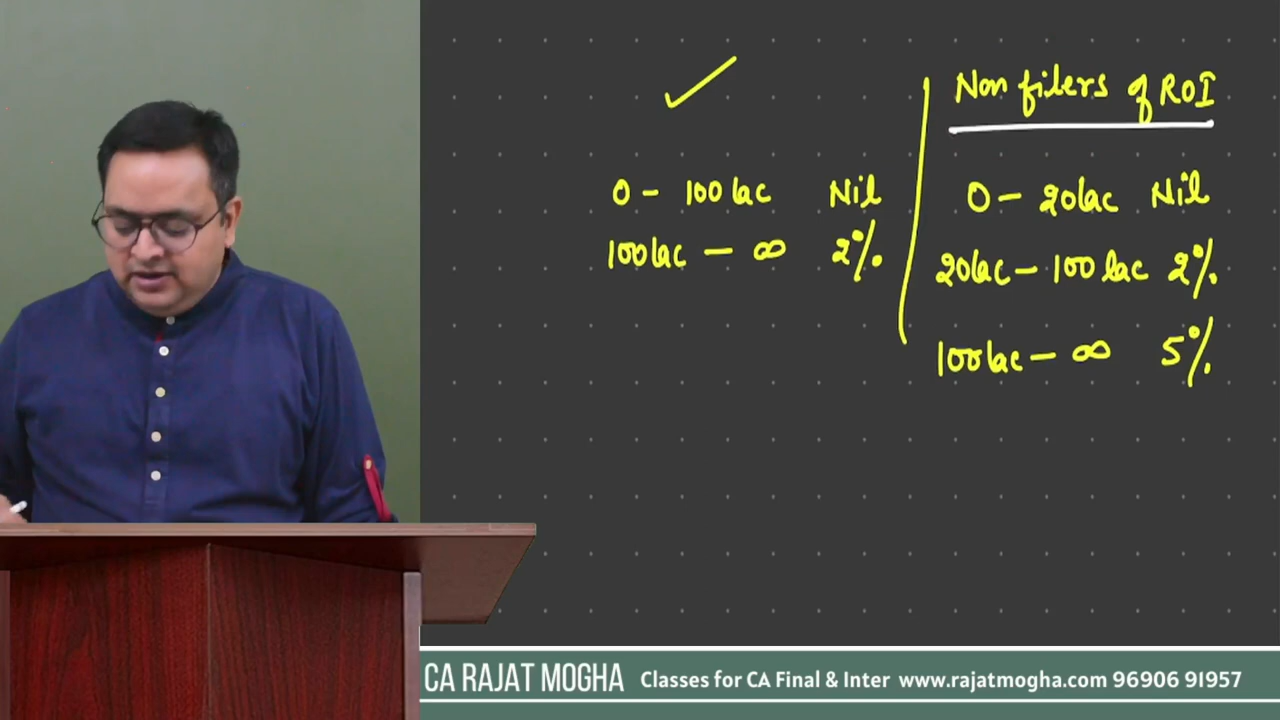 ✓
0 - 100 lac Nil
100 lac - ∞ 2%
Non filers of ROI
0 - 20 lac Nil
20 lac - 100 lac 2%
100 lac - ∞ 5%
CA RAJAT MOGHA Classes for CA Final & Inter www.rajatmogha.com 96906 91957